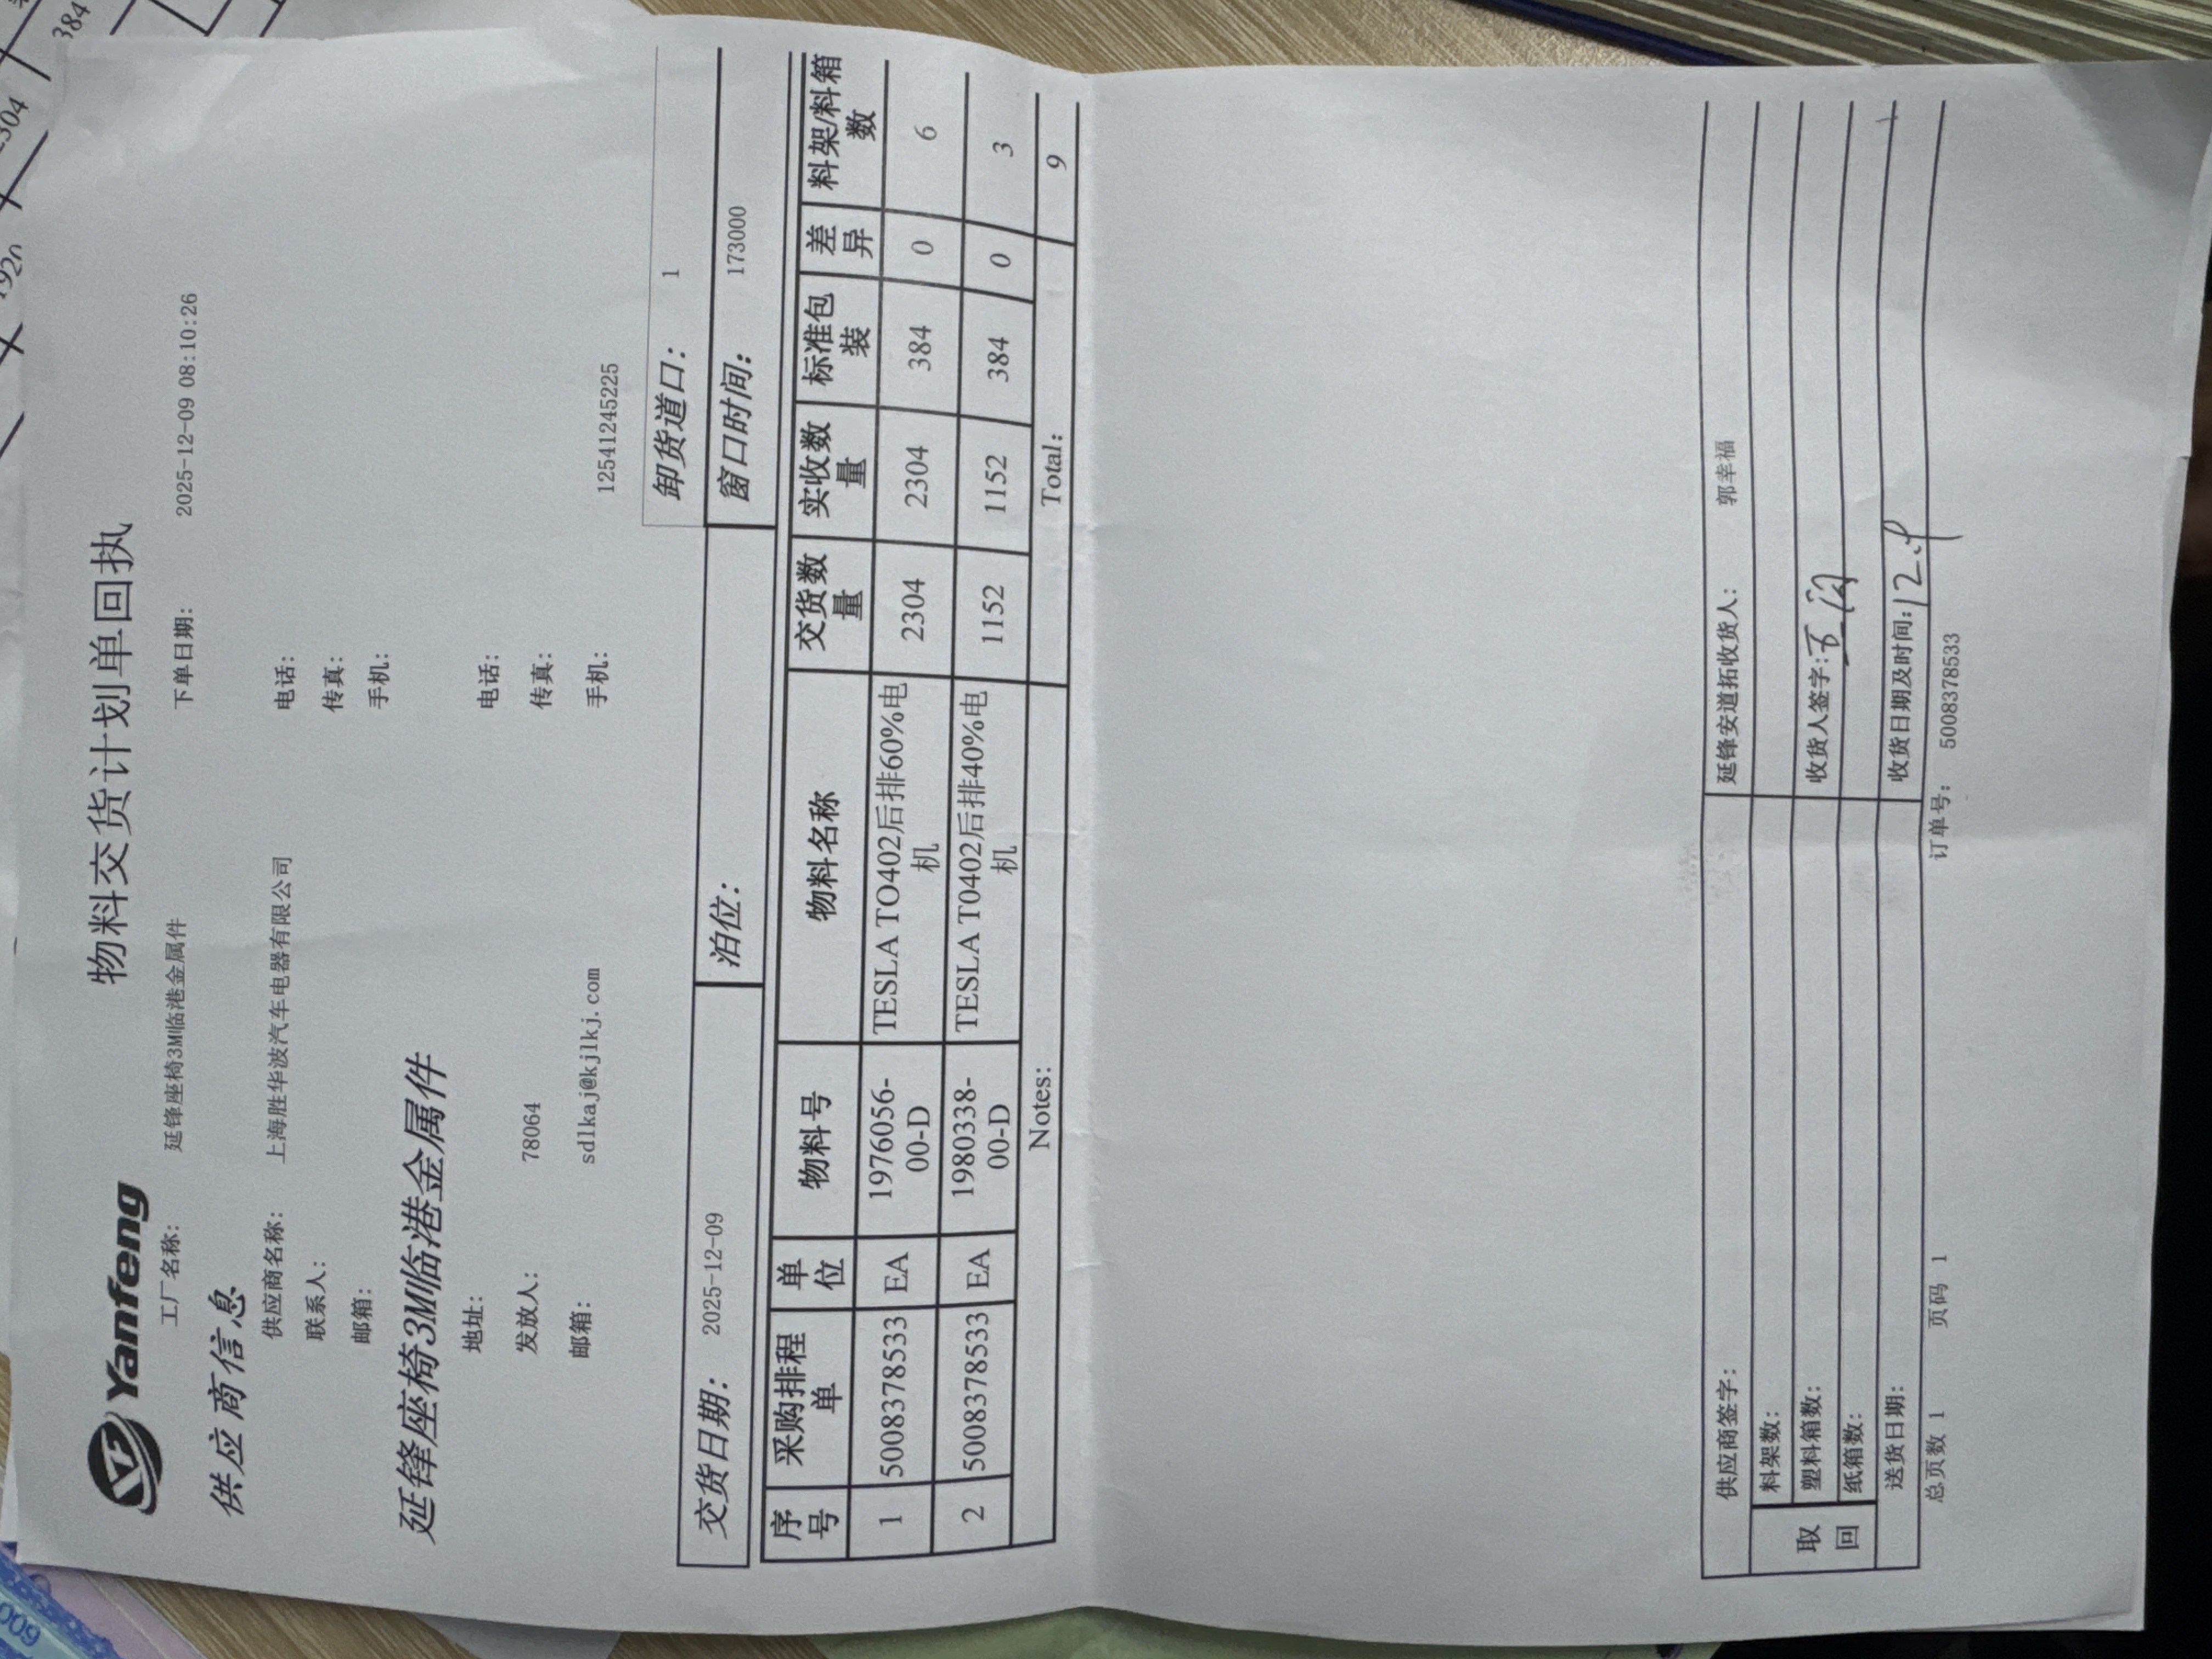 Yanfeng
物料交货计划单回执
工厂名称: 延锋座椅3M临港金属件 下单日期: 2025-12-09 08:10:26
供应商信息
供应商名称: 上海胜华波汽车电器有限公司 电话:
联系人: 传真:
邮箱: 手机:
延锋座椅3M临港金属件
地址: 电话:
发放人: 78064 传真:
邮箱: sdlkaj@kjlkj.com 手机: 12541245225
卸货道口: 1
交货日期: 2025-12-09 泊位: 窗口时间: 173000
序号 采购排程单 单位 物料号 物料名称 交货数量 实收数量 标准包装 差异 料架/料箱数
1 5008378533 EA 1976056-00-D TESLA TO402后排60%电机 2304 2304 384 0 6
2 5008378533 EA 1980338-00-D TESLA T0402后排40%电机 1152 1152 384 0 3
Notes: Total: 9
供应商签字: 延锋安道拓收货人: 郭幸福
取回 料架数:
塑料箱数: 收货人签字:
纸箱数:
送货日期: 收货日期及时间: 12.9
总页数 1 页码 1 订单号: 5008378533
384
2304
192